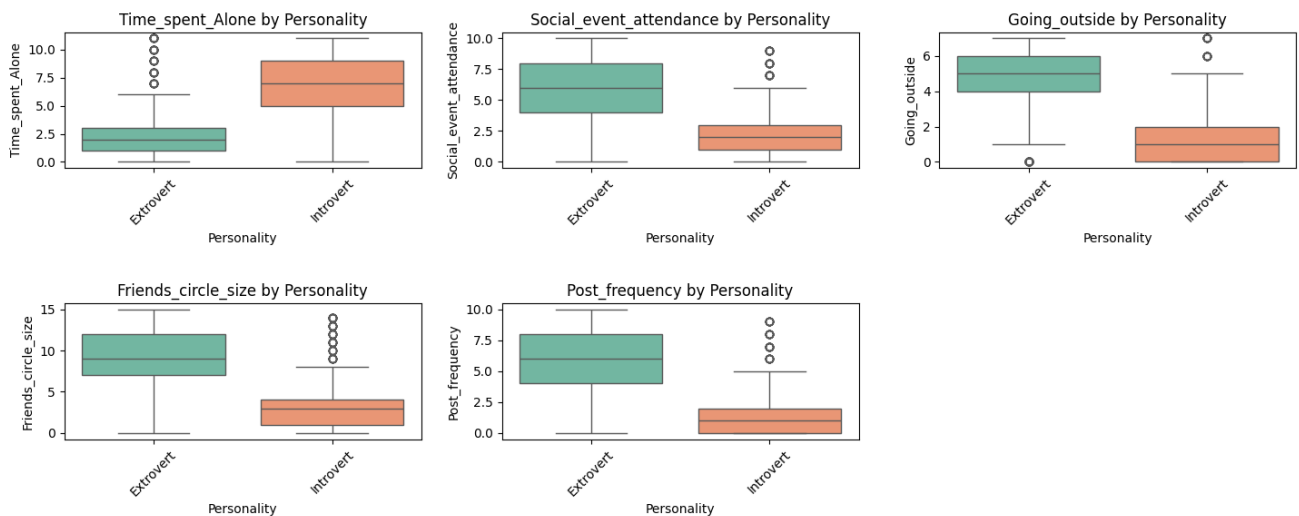 Time_spent_Alone by Personality
Time_spent_Alone
10.0
7.5
5.0
2.5
0.0
Extrovert
Introvert
Personality
Social_event_attendance by Personality
Social_event_attendance
10.0
7.5
5.0
2.5
0.0
Extrovert
Introvert
Personality
Going_outside by Personality
Going_outside
6
4
2
0
Extrovert
Introvert
Personality
Friends_circle_size by Personality
Friends_circle_size
15
10
5
0
Extrovert
Introvert
Personality
Post_frequency by Personality
Post_frequency
10.0
7.5
5.0
2.5
0.0
Extrovert
Introvert
Personality